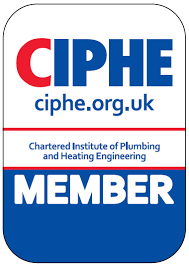 CIPHE
ciphe.org.uk
Chartered Institute of Plumbing
and Heating Engineering
MEMBER